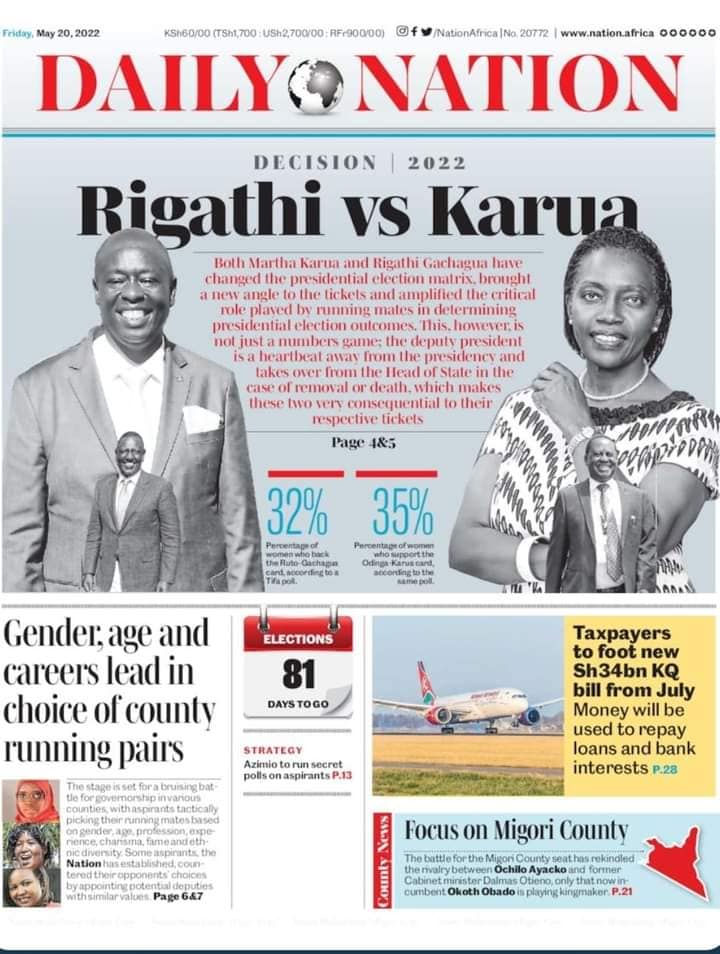 Friday, May 20, 2022
KSh60/00 (TSh1,700 : USh2,700/00 : RFr900/00)
/NationAfrica | No. 20772 | www.nation.africa
DAILY NATION
DECISION | 2022
Rigathi vs Karua
Both Martha Karua and Rigathi Gachagua have
changed the presidential election matrix, brought
a new angle to the tickets and amplified the critical
role played by running mates in determining
presidential election outcomes. This, however, is
not just a numbers game; the deputy president
is a heartbeat away from the presidency and
takes over from the Head of State in the
case of removal or death, which makes
these two very consequential to their
respective tickets
Page 4&5
32%
Percentage of
women who back
the Ruto-Gachagua
card, according to a
Tifa poll.
35%
Percentage of women
who support the
Odinga-Karua card,
according to the
same poll.
Gender, age and
careers lead in
choice of county
running pairs
The stage is set for a bruising bat-
tle for governorship in various
counties, with aspirants tactically
picking their running mates based
on gender, age, profession, expe-
rience, charisma, fame and eth-
nic diversity. Some aspirants, the
Nation has established, coun-
tered their opponents' choices
by appointing potential deputies
with similar values. Page 6&7
ELECTIONS
81
DAYS TO GO
STRATEGY
Azimio to run secret
polls on aspirants P.13
Taxpayers
to foot new
Sh34bn KQ
bill from July
Money will be
used to repay
loans and bank
interests P.28
County News
Focus on Migori County
The battle for the Migori County seat has rekindled
the rivalry between Ochilo Ayacko and former
Cabinet minister Dalmas Otieno, only that now in-
cumbent Okoth Obado is playing kingmaker. P.21